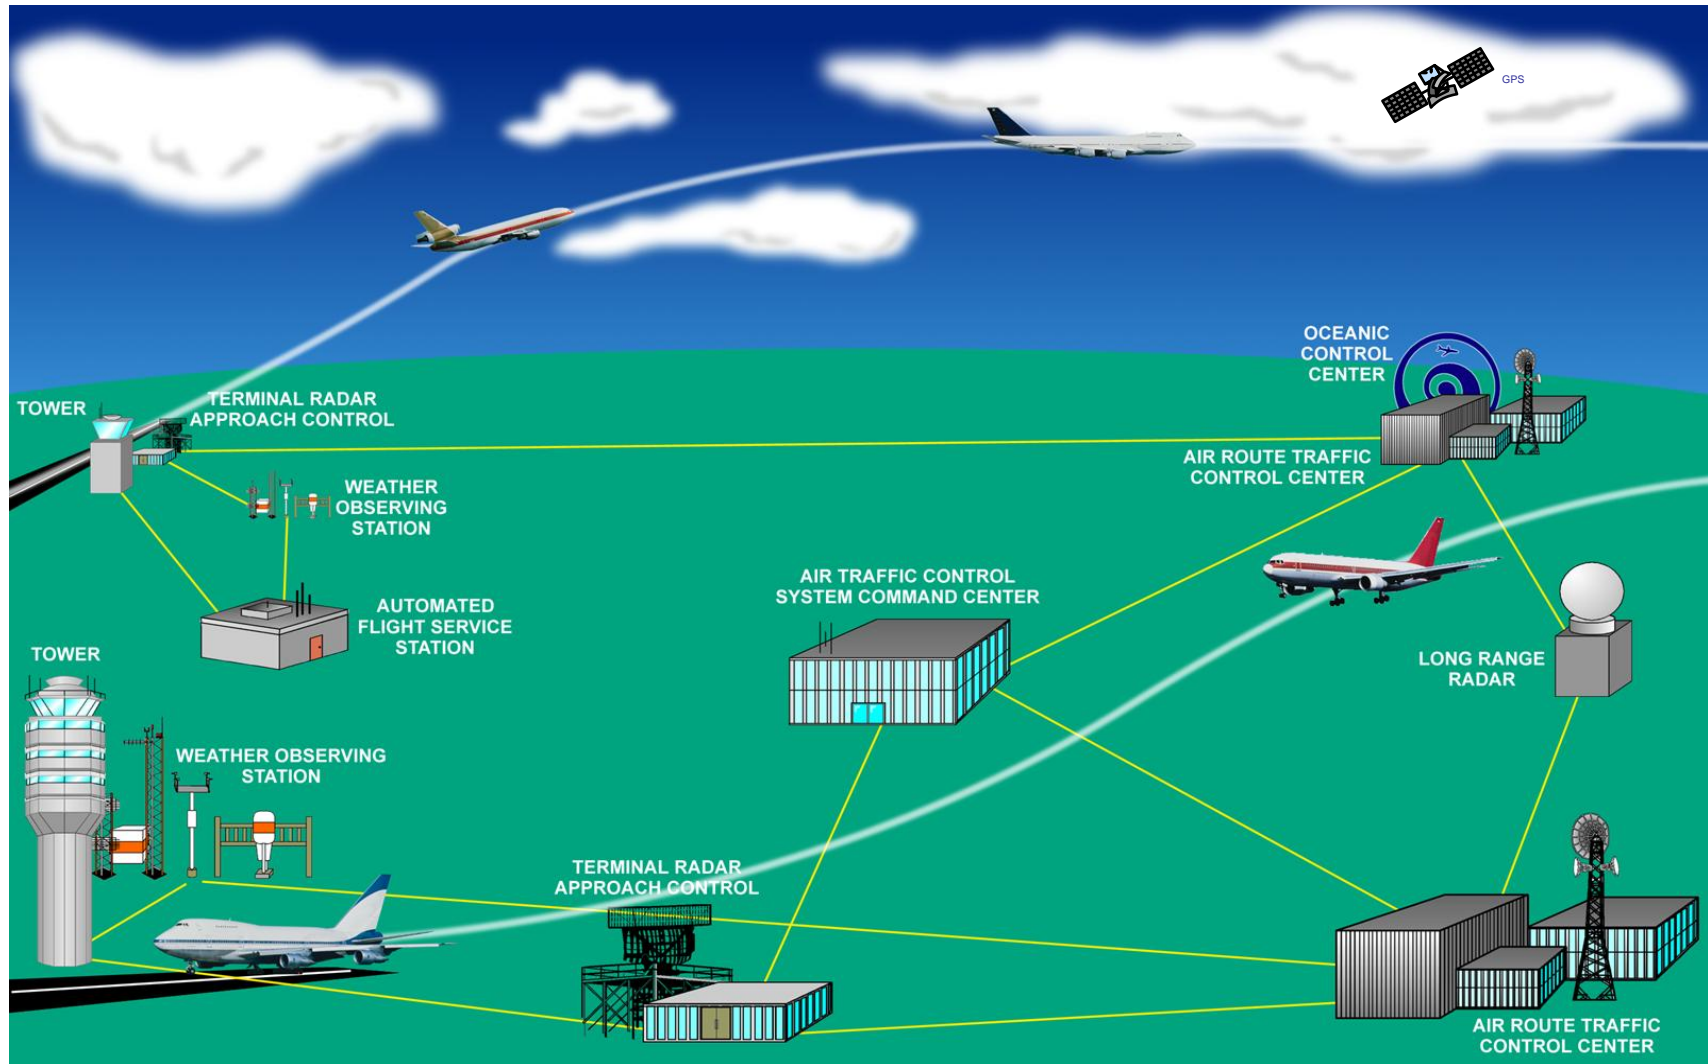 GPS
OCEANIC
CONTROL
CENTER
TOWER
TERMINAL RADAR
APPROACH CONTROL
AIR ROUTE TRAFFIC
CONTROL CENTER
WEATHER
OBSERVING
STATION
AIR TRAFFIC CONTROL
SYSTEM COMMAND CENTER
AUTOMATED
FLIGHT SERVICE
STATION
TOWER
LONG RANGE
RADAR
WEATHER OBSERVING
STATION
TERMINAL RADAR
APPROACH CONTROL
AIR ROUTE TRAFFIC
CONTROL CENTER